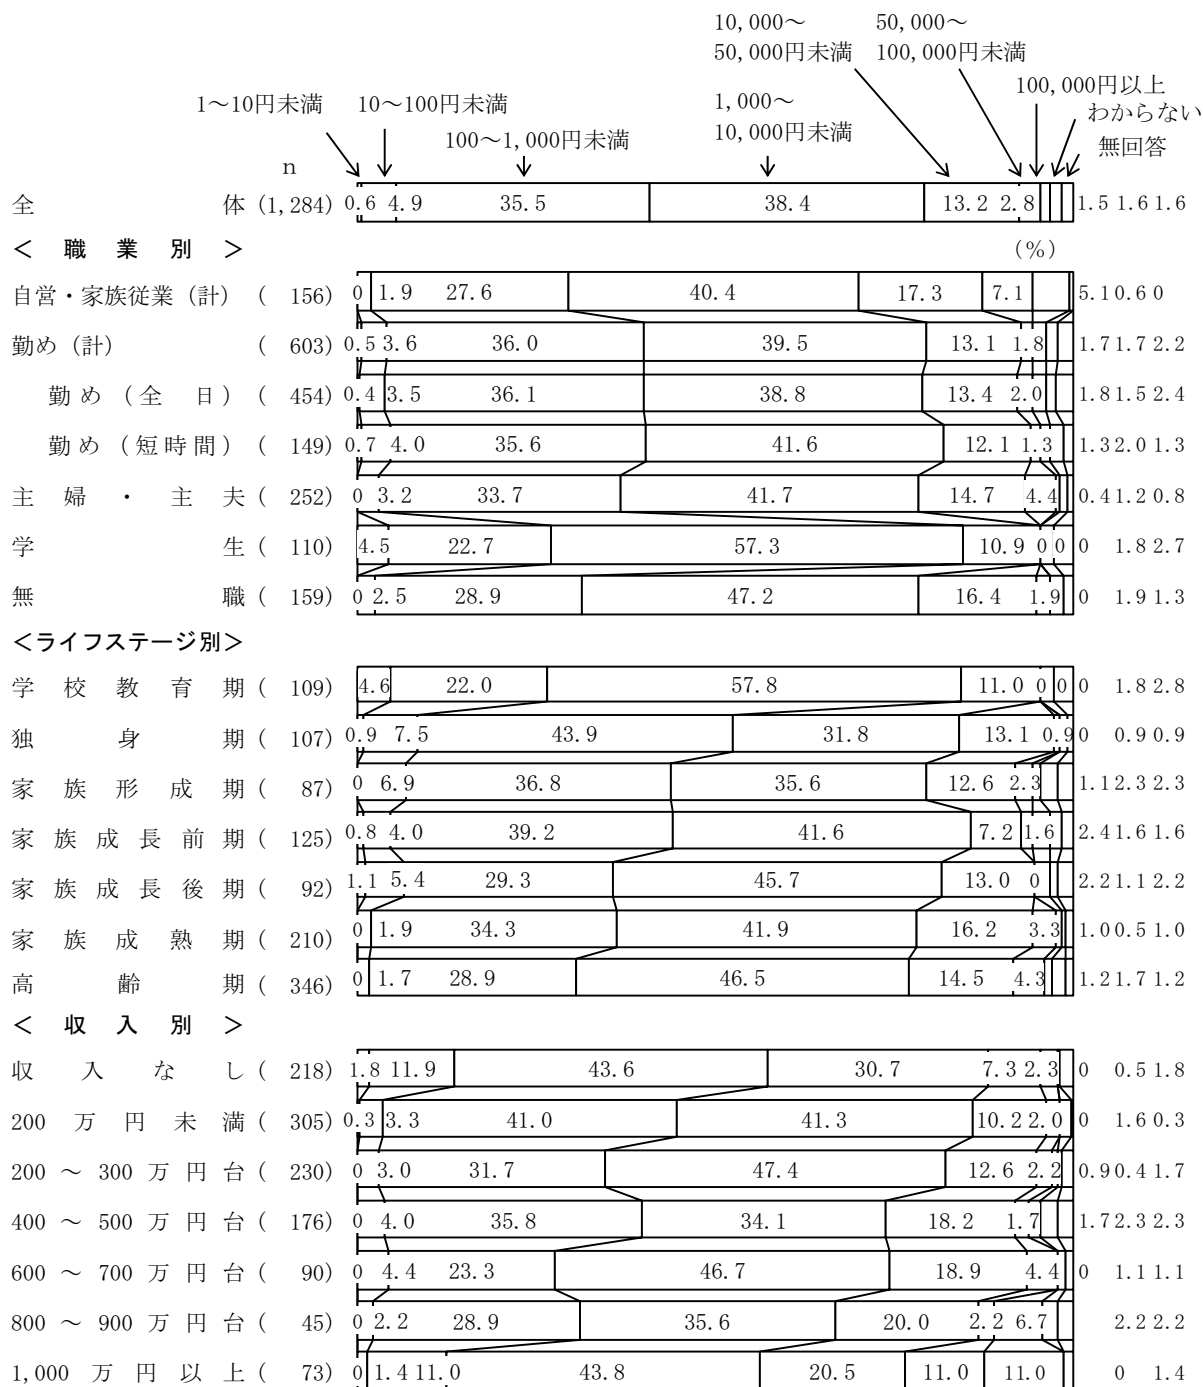 10,000～ 50,000～
50,000円未満 100,000円未満
100,000円以上
1～10円未満 10～100円未満 1,000～ わからない
100～1,000円未満 10,000円未満 無回答
n
全体 (1,284) 0.6 4.9 35.5 38.4 13.2 2.8 1.5 1.6 1.6
＜職業別＞ (%)
自営・家族従業（計） ( 156) 0 1.9 27.6 40.4 17.3 7.1 5.1 0.6 0
勤め（計） ( 603) 0.5 3.6 36.0 39.5 13.1 1.8 1.7 1.7 2.2
勤め（全日） ( 454) 0.4 3.5 36.1 38.8 13.4 2.0 1.8 1.5 2.4
勤め（短時間） ( 149) 0.7 4.0 35.6 41.6 12.1 1.3 1.3 2.0 1.3
主婦・主夫 ( 252) 0 3.2 33.7 41.7 14.7 4.4 0.4 1.2 0.8
学生 ( 110) 4.5 22.7 57.3 10.9 0 0 0 1.8 2.7
無職 ( 159) 0 2.5 28.9 47.2 16.4 1.9 0 1.9 1.3
＜ライフステージ別＞
学校教育期 ( 109) 4.6 22.0 57.8 11.0 0 0 0 1.8 2.8
独身期 ( 107) 0.9 7.5 43.9 31.8 13.1 0.9 0 0.9 0.9
家族形成期 ( 87) 0 6.9 36.8 35.6 12.6 2.3 1.1 2.3 2.3
家族成長前期 ( 125) 0.8 4.0 39.2 41.6 7.2 1.6 2.4 1.6 1.6
家族成長後期 ( 92) 1.1 5.4 29.3 45.7 13.0 0 2.2 1.1 2.2
家族成熟期 ( 210) 0 1.9 34.3 41.9 16.2 3.3 1.0 0.5 1.0
高齢期 ( 346) 0 1.7 28.9 46.5 14.5 4.3 1.2 1.7 1.2
＜収入別＞
収入なし ( 218) 1.8 11.9 43.6 30.7 7.3 2.3 0 0.5 1.8
200万円未満 ( 305) 0.3 3.3 41.0 41.3 10.2 2.0 0 1.6 0.3
200～300万円台 ( 230) 0 3.0 31.7 47.4 12.6 2.2 0.9 0.4 1.7
400～500万円台 ( 176) 0 4.0 35.8 34.1 18.2 1.7 1.7 2.3 2.3
600～700万円台 ( 90) 0 4.4 23.3 46.7 18.9 4.4 0 1.1 1.1
800～900万円台 ( 45) 0 2.2 28.9 35.6 20.0 2.2 6.7 2.2 2.2
1,000万円以上 ( 73) 0 1.4 11.0 43.8 20.5 11.0 11.0 0 1.4